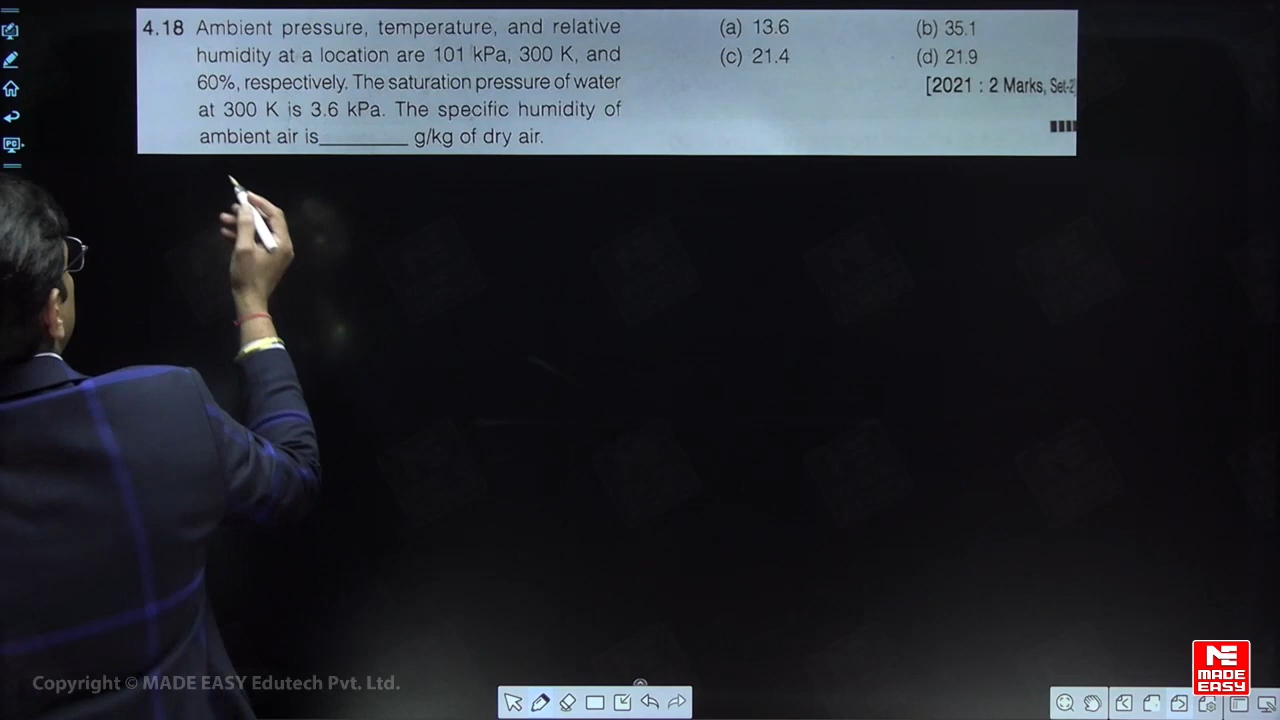 4.18 Ambient pressure, temperature, and relative
humidity at a location are 101 kPa, 300 K, and
60%, respectively. The saturation pressure of water
at 300 K is 3.6 kPa. The specific humidity of
ambient air is________ g/kg of dry air.
(a) 13.6 (b) 35.1
(c) 21.4 (d) 21.9
[2021 : 2 Marks, Set-2
PC
Copyright © MADE EASY Edutech Pvt. Ltd.
ME
MADE
EASY